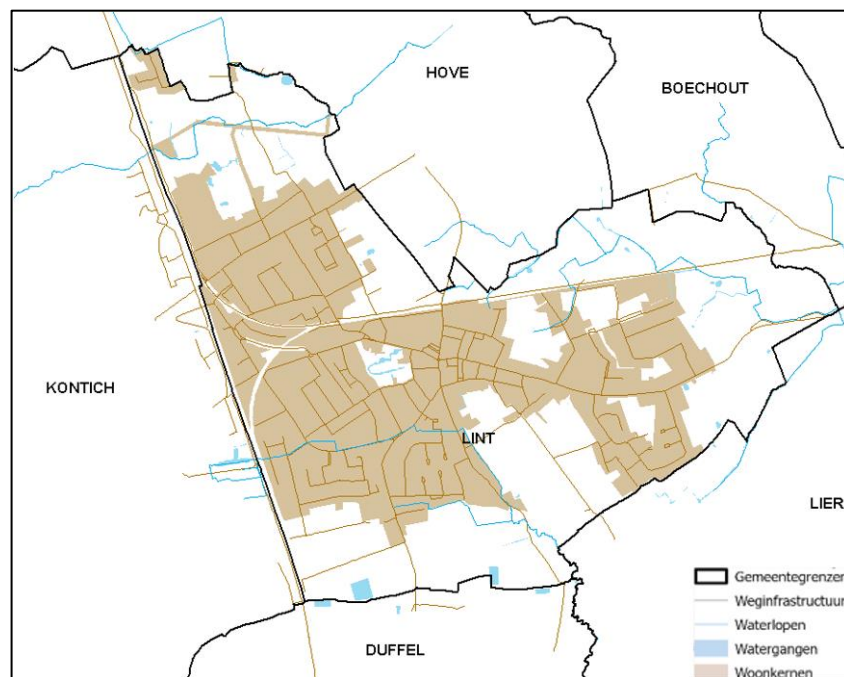 HOVE
BOECHOUT
KONTICH
LINT
LIER
DUFFEL
Gemeentegrenzen
Weginfrastructuur
Waterlopen
Watergangen
Woonkernen